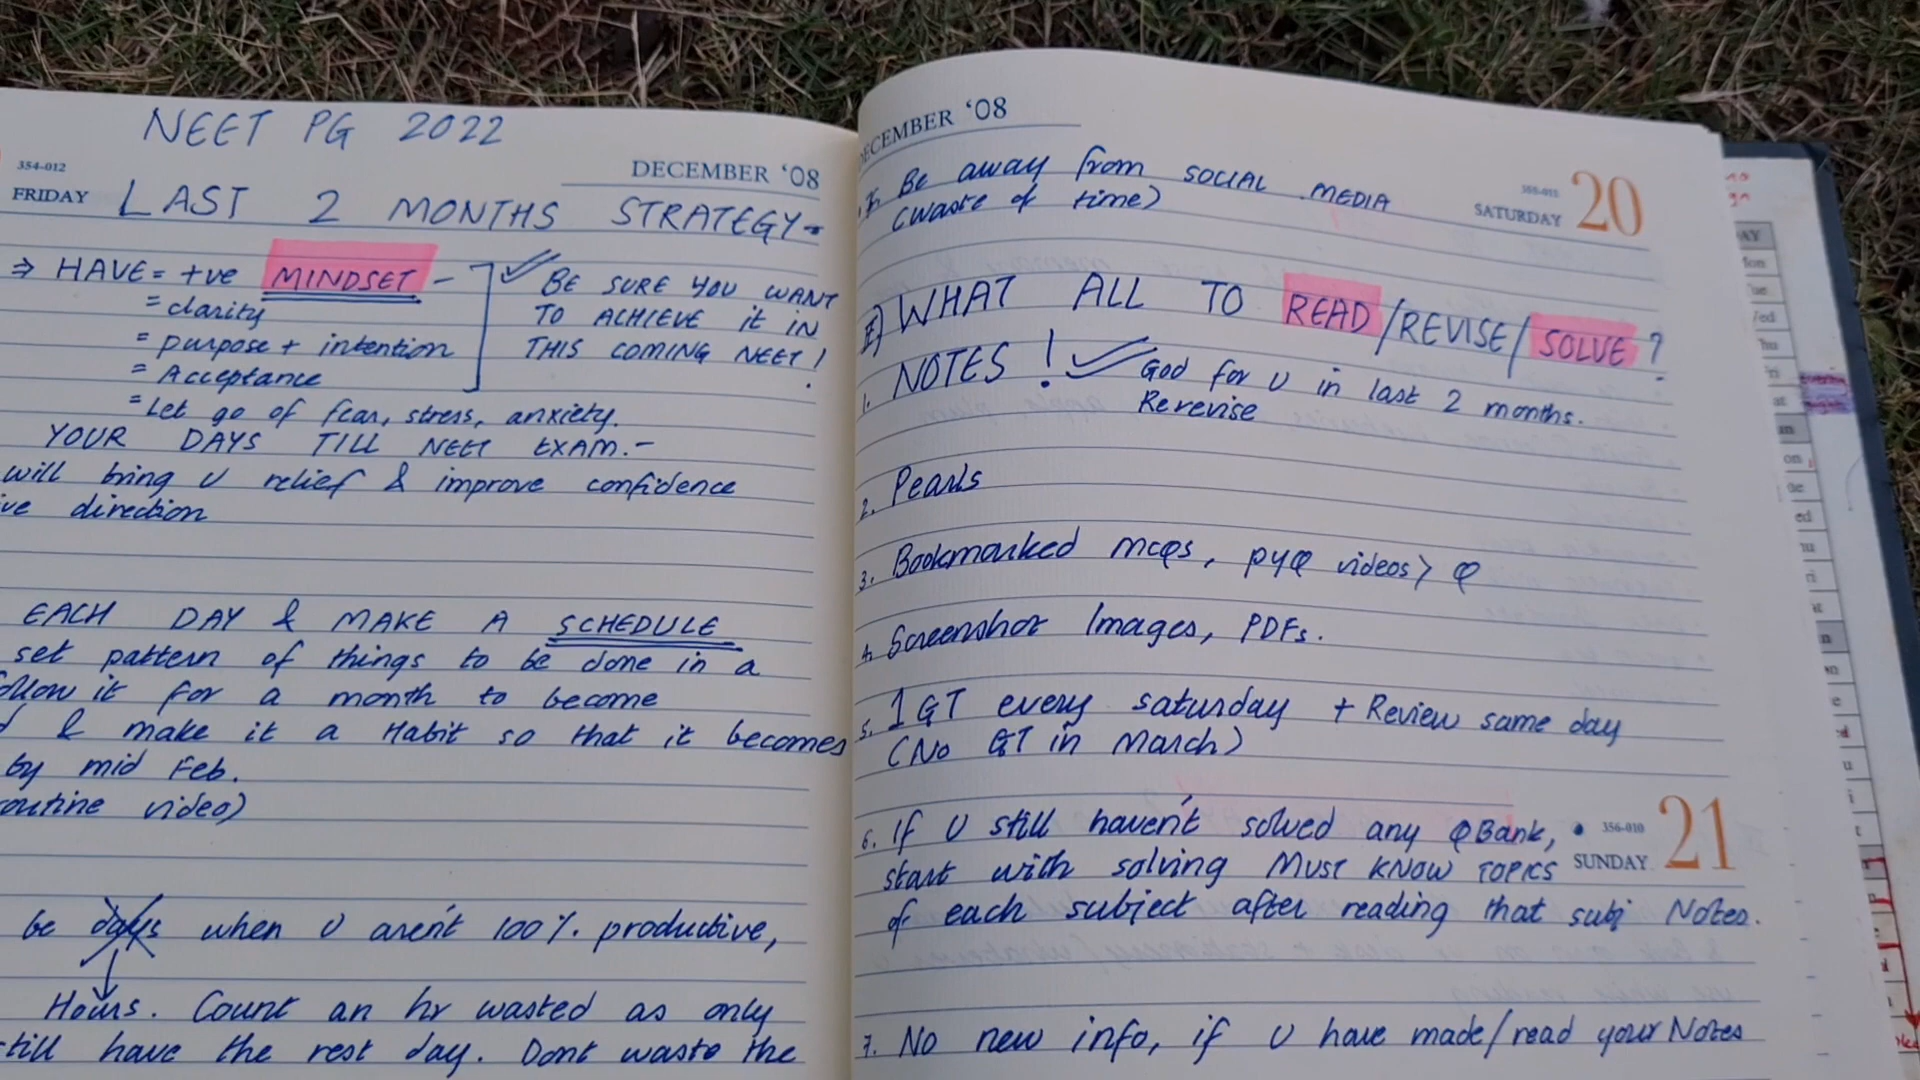 NEET PG 2022
354-012
DECEMBER '08
FRIDAY
LAST 2 MONTHS STRATEGY-
⇒ HAVE = +ve MINDSET -
= clarity
= purpose + intention
= Acceptance
= Let go of fear, stress, anxiety.
✓ BE SURE YOU WANT
TO ACHIEVE it in
THIS COMING NEET!
YOUR DAYS TILL NEET EXAM.-
will bring U relief & improve confidence
ve direction
EACH DAY & MAKE A SCHEDULE
set pattern of things to be done in a
ollow it for a month to become
& make it a Habit so that it becomes
by mid Feb.
outine video)
be days when U aren't 100% productive,
Hours. Count an hr wasted as only
till have the rest day. Dont waste the
DECEMBER '08
Be away from SOCIAL MEDIA
(waste of time)
SATURDAY 20
WHAT ALL TO READ/REVISE/SOLVE?
1. NOTES! ✓ God for U in last 2 months.
Rerevise
2. Pearls
3. Bookmarked mcqs, pyQ videos> Q
4. Screenshot Images, PDFs.
5. 1 GT every saturday + Review same day
(No GT in March)
6. If U still haven't solved any QBank,
356-010
SUNDAY 21
start with solving MUST KNOW TOPICS
of each subject after reading that subj Notes.
7. No new info, if U have made/read your Notes